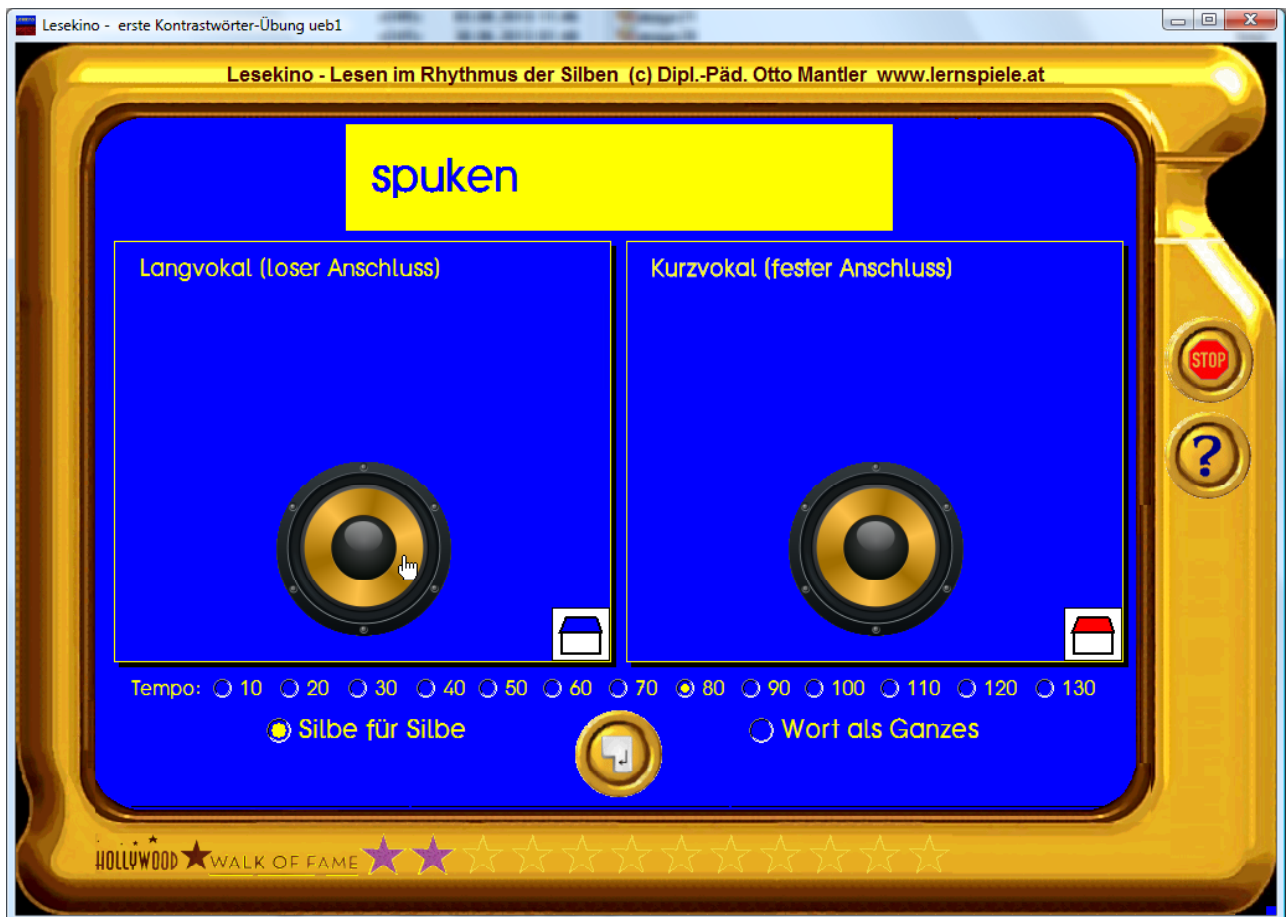 Lesekino - erste Kontrastwörter-Übung ueb1
Lesekino - Lesen im Rhythmus der Silben (c) Dipl.-Päd. Otto Mantler www.lernspiele.at
spuken
Langvokal (loser Anschluss)
Kurzvokal (fester Anschluss)
STOP
?
Tempo: 10 20 30 40 50 60 70 80 90 100 110 120 130
Silbe für Silbe
Wort als Ganzes
HOLLYWOOD WALK OF FAME